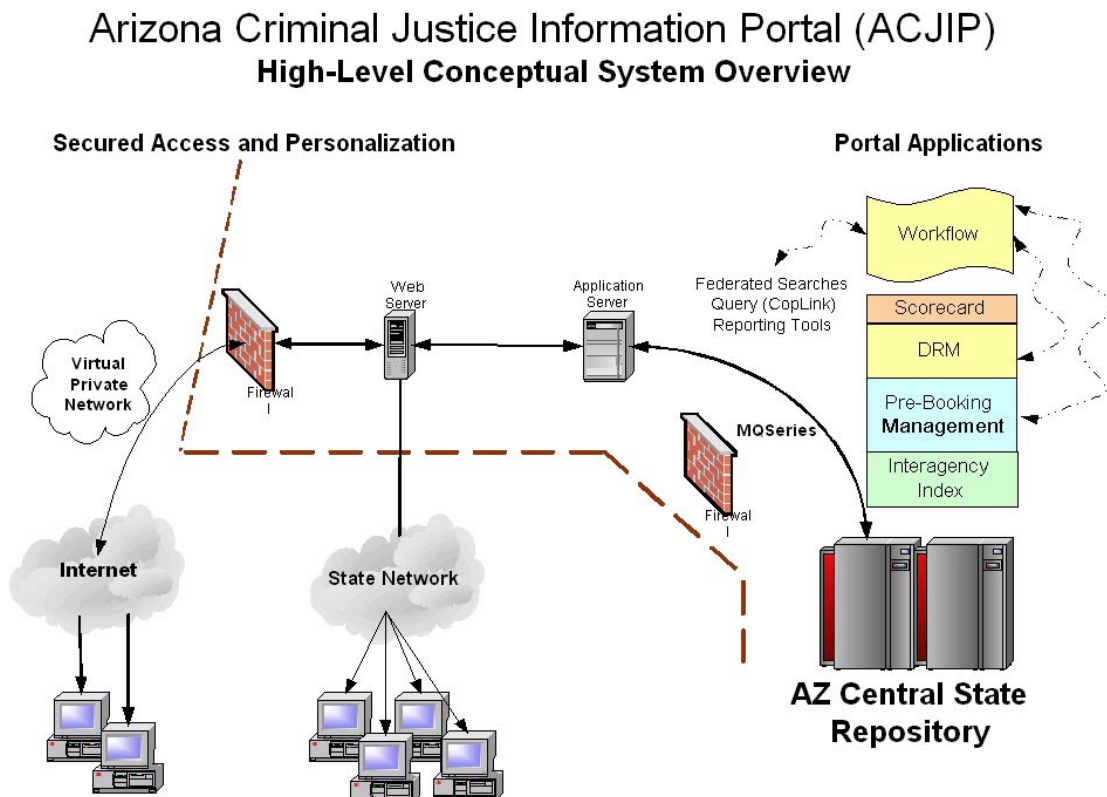 Arizona Criminal Justice Information Portal (ACJIP)
High-Level Conceptual System Overview
Secured Access and Personalization
Portal Applications
Workflow
Web
Server
Application
Server
Federated Searches
Query (CopLink)
Reporting Tools
Scorecard
DRM
Pre-Booking
Management
Interagency
Index
Virtual
Private
Network
Firewal
l
MQSeries
Firewal
l
Internet
State Network
AZ Central State
Repository